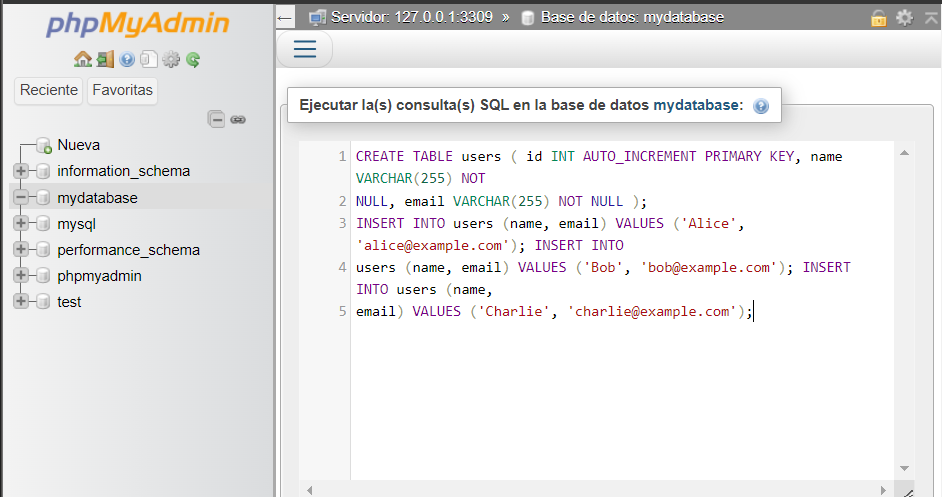 phpMyAdmin
Reciente Favoritas
Nueva
information_schema
mydatabase
mysql
performance_schema
phpmyadmin
test
Servidor: 127.0.0.1:3309 » Base de datos: mydatabase
Ejecutar la(s) consulta(s) SQL en la base de datos mydatabase:
1 CREATE TABLE users ( id INT AUTO_INCREMENT PRIMARY KEY, name
VARCHAR(255) NOT
2 NULL, email VARCHAR(255) NOT NULL );
3 INSERT INTO users (name, email) VALUES ('Alice',
'alice@example.com'); INSERT INTO
4 users (name, email) VALUES ('Bob', 'bob@example.com'); INSERT
INTO users (name,
5 email) VALUES ('Charlie', 'charlie@example.com');